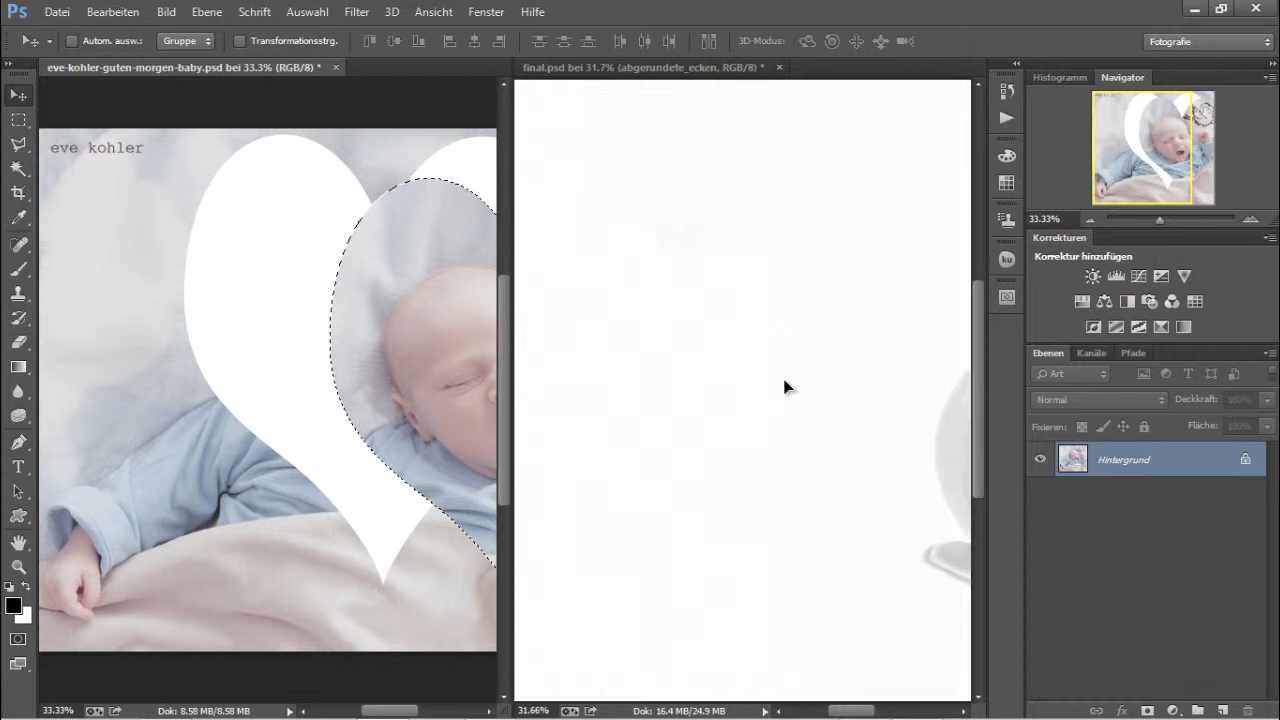 Ps Datei Bearbeiten Bild Ebene Schrift Auswahl Filter 3D Ansicht Fenster Hilfe
Autom. ausw.: Gruppe Transformationsstrg. 3D-Modus: Fotografie
eve-kohler-guten-morgen-baby.psd bei 33.3% (RGB/8) * ×
final.psd bei 31.7% (abgerundete_ecken, RGB/8) * ×
Histogramm Navigator
eve kohler
33.33%
Korrekturen
Korrektur hinzufügen
ku
Ebenen Kanäle Pfade
Art
Normal Deckkraft: 100%
Fixieren: Fläche: 100%
Hintergrund
33.33% Dok: 8.58 MB/8.58 MB
31.66% Dok: 16.4 MB/24.9 MB